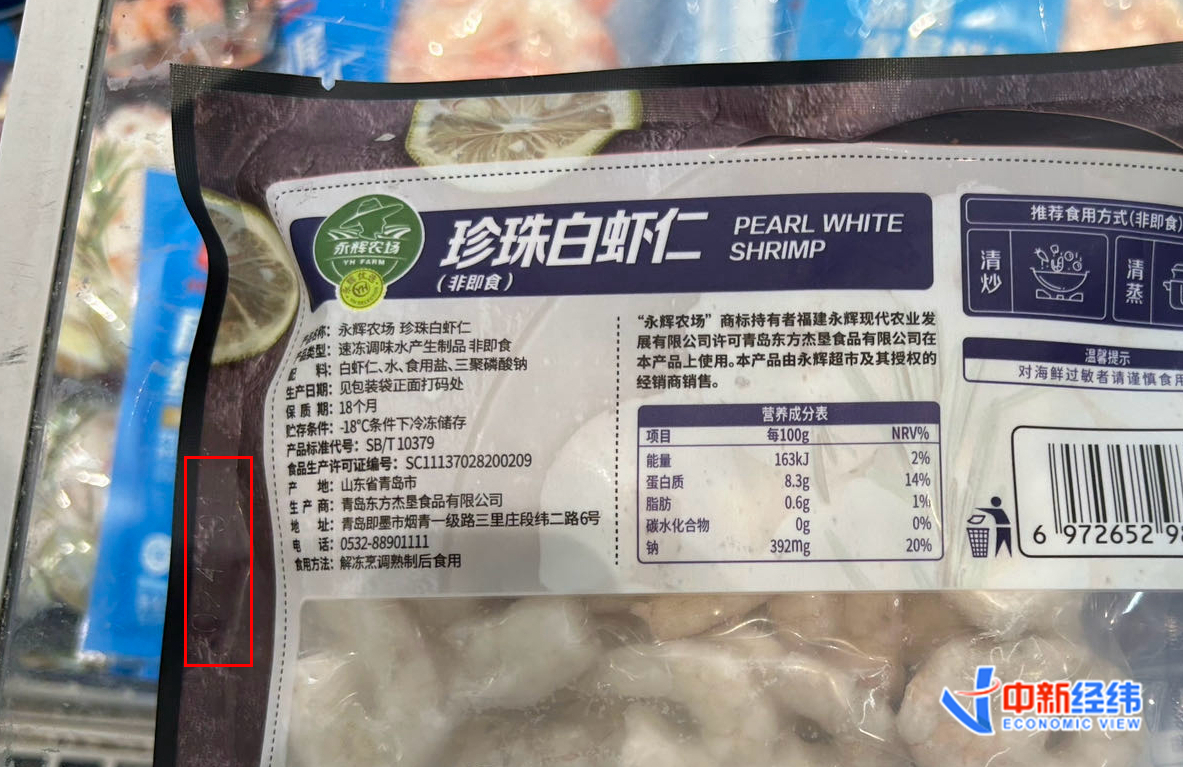 永辉农场
YH FARM
珍珠白虾仁
(非即食)
PEARL WHITE
SHRIMP
推荐食用方式(非即食)
清炒
清蒸
产品名称: 永辉农场 珍珠白虾仁
产品类型: 速冻调味水产生制品 非即食
配 料: 白虾仁、水、食用盐、三聚磷酸钠
生产日期: 见包装袋正面打码处
保 质 期: 18个月
贮存条件: -18℃条件下冷冻储存
产品标准代号: SB/T 10379
食品生产许可证编号: SC11137028200209
产 地: 山东省青岛市
生 产 商: 青岛东方杰垦食品有限公司
地 址: 青岛即墨市烟青一级路三里庄段纬二路6号
电 话: 0532-88901111
食用方法: 解冻烹调熟制后食用
“永辉农场”商标持有者福建永辉现代农业发
展有限公司许可青岛东方杰垦食品有限公司在
本产品上使用。本产品由永辉超市及其授权的
经销商销售。
营养成分表
项目 每100g NRV%
能量 163kJ 2%
蛋白质 8.3g 14%
脂肪 0.6g 1%
碳水化合物 0g 0%
钠 392mg 20%
温馨提示
对海鲜过敏者请谨慎食用
6 972652 9
中新经纬
ECONOMIC VIEW